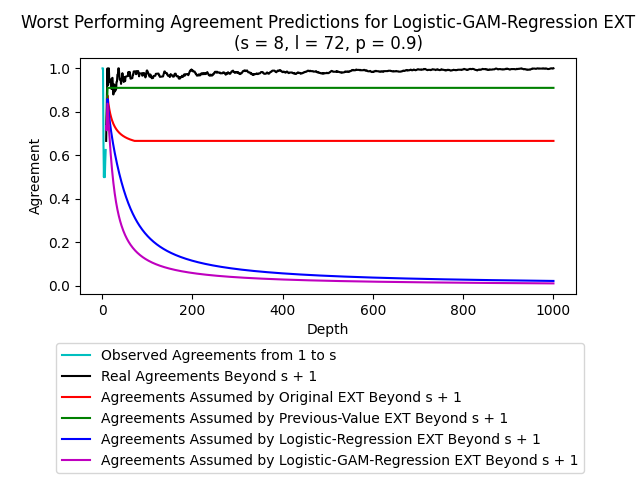 Worst Performing Agreement Predictions for Logistic-GAM-Regression EXT
(s = 8, l = 72, p = 0.9)
1.0
0.8
0.6
0.4
0.2
0.0
Agreement
0 200 400 600 800 1000
Depth
Observed Agreements from 1 to s
Real Agreements Beyond s + 1
Agreements Assumed by Original EXT Beyond s + 1
Agreements Assumed by Previous-Value EXT Beyond s + 1
Agreements Assumed by Logistic-Regression EXT Beyond s + 1
Agreements Assumed by Logistic-GAM-Regression EXT Beyond s + 1